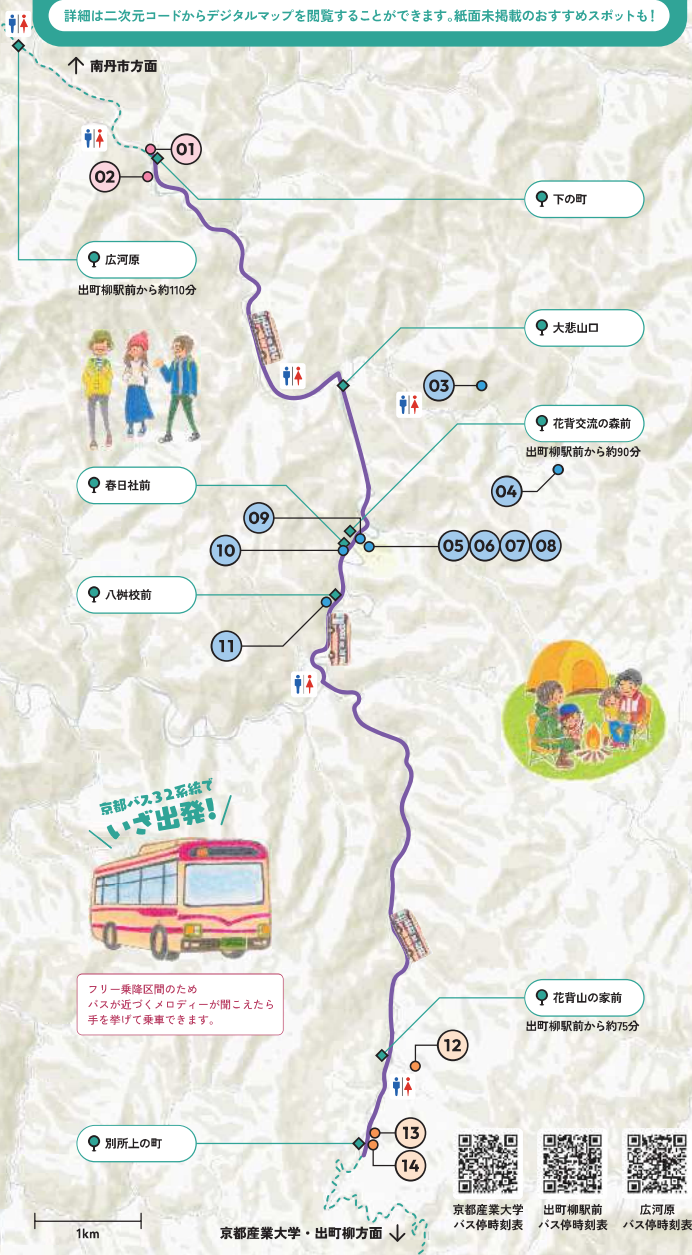 詳細は二次元コードからデジタルマップを閲覧することができます。紙面未掲載のおすすめスポットも!
↑ 南丹市方面
01
02
下の町
広河原
出町柳駅前から約110分
大悲山口
03
花背交流の森前
出町柳駅前から約90分
04
春日社前
09
10
05 06 07 08
八桝校前
11
京都バス32系統で
いざ出発!
フリー乗降区間のため
バスが近づくメロディーが聞こえたら
手を挙げて乗車できます。
花背山の家前
出町柳駅前から約75分
12
13
別所上の町
14
京都産業大学
バス停時刻表
出町柳駅前
バス停時刻表
広河原
バス停時刻表
1km
京都産業大学・出町柳方面 ↓